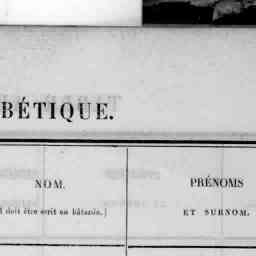 BÉTIQUE.
NOM.
PRÉNOMS
doit être écrit en bâtarde.)
ET SURNOM.